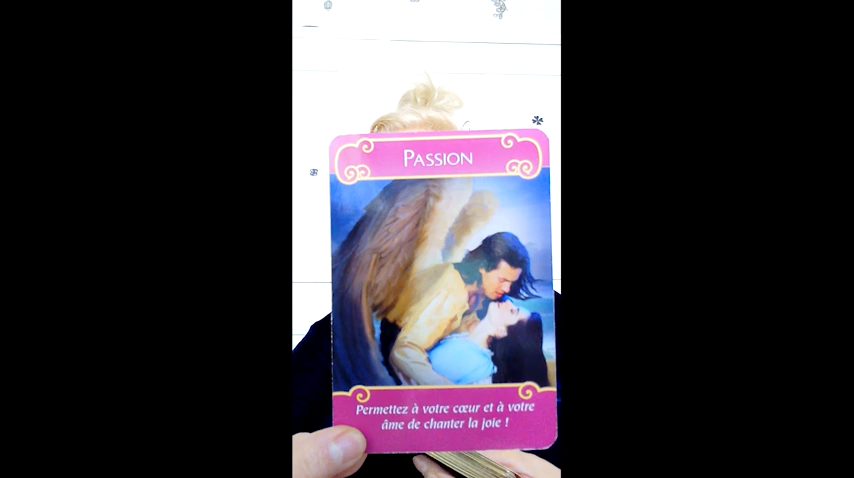 PASSION
Permettez à votre cœur et à votre
âme de chanter la joie !